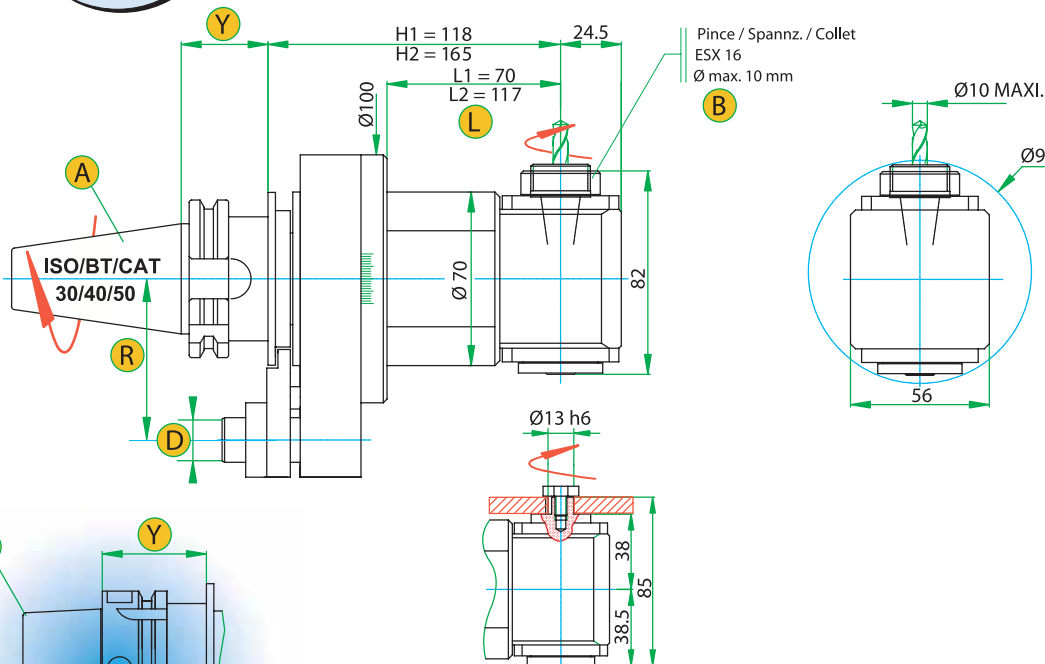 Y
H1 = 118
H2 = 165
24.5
Pince / Spannz. / Collet
ESX 16
Ø max. 10 mm
B
L1 = 70
L2 = 117
L
Ø100
Ø10 MAXI.
Ø9
A
ISO/BT/CAT
30/40/50
Ø 70
82
R
D
56
Ø13 h6
38
85
38.5
Y